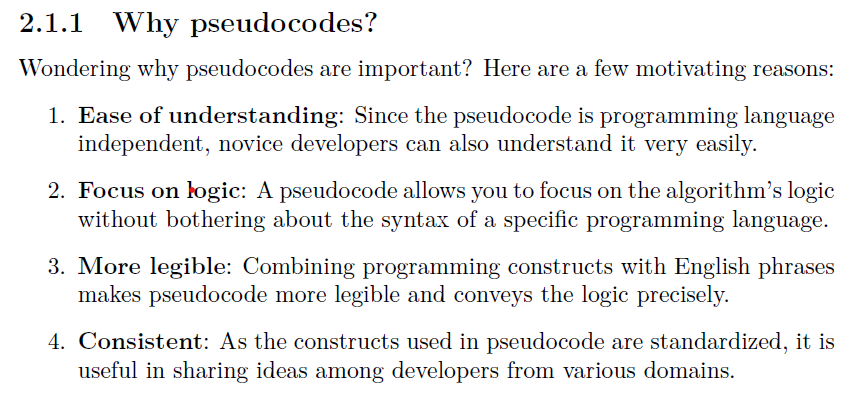 2.1.1 Why pseudocodes?
Wondering why pseudocodes are important? Here are a few motivating reasons:
1. Ease of understanding: Since the pseudocode is programming language
independent, novice developers can also understand it very easily.
2. Focus on logic: A pseudocode allows you to focus on the algorithm's logic
without bothering about the syntax of a specific programming language.
3. More legible: Combining programming constructs with English phrases
makes pseudocode more legible and conveys the logic precisely.
4. Consistent: As the constructs used in pseudocode are standardized, it is
useful in sharing ideas among developers from various domains.